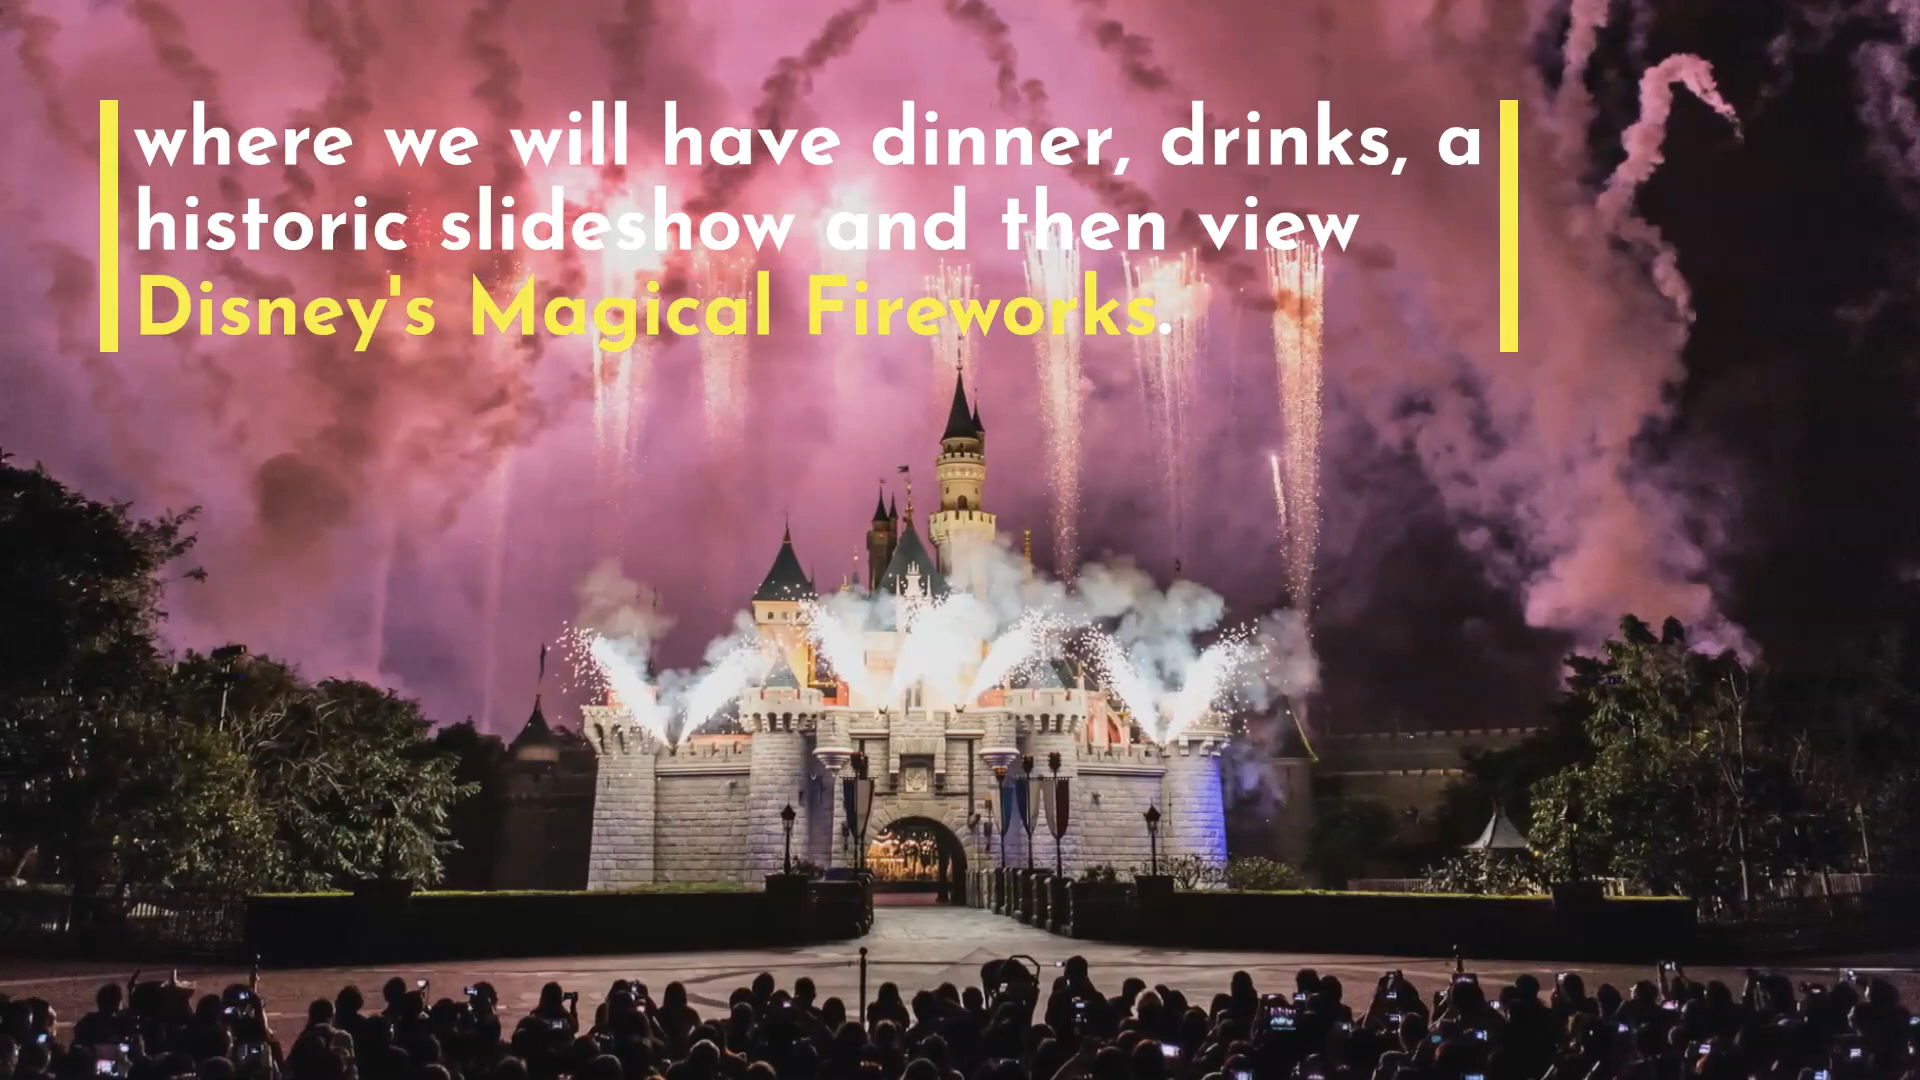 where we will have dinner, drinks, a
historic slideshow and then view
Disney's Magical Fireworks.